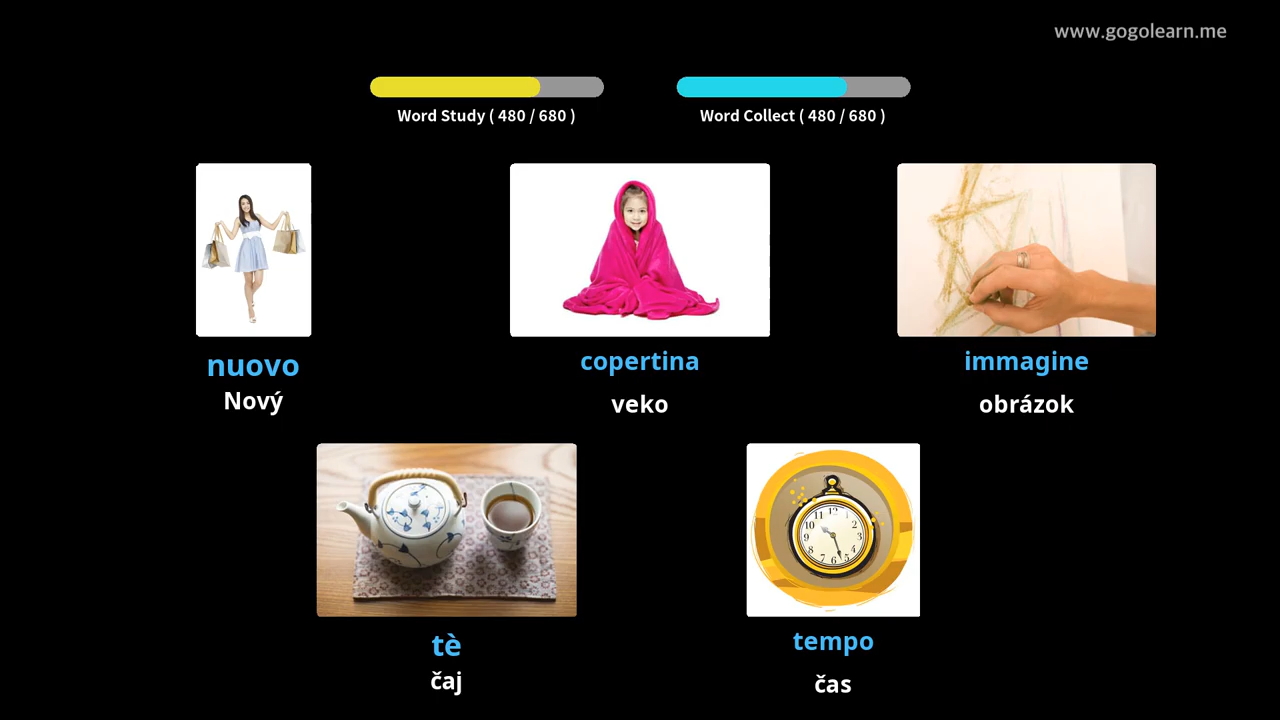 www.gogolearn.me
Word Study ( 480 / 680 )
Word Collect ( 480 / 680 )
nuovo
Nový
copertina
veko
immagine
obrázok
tè
čaj
tempo
čas